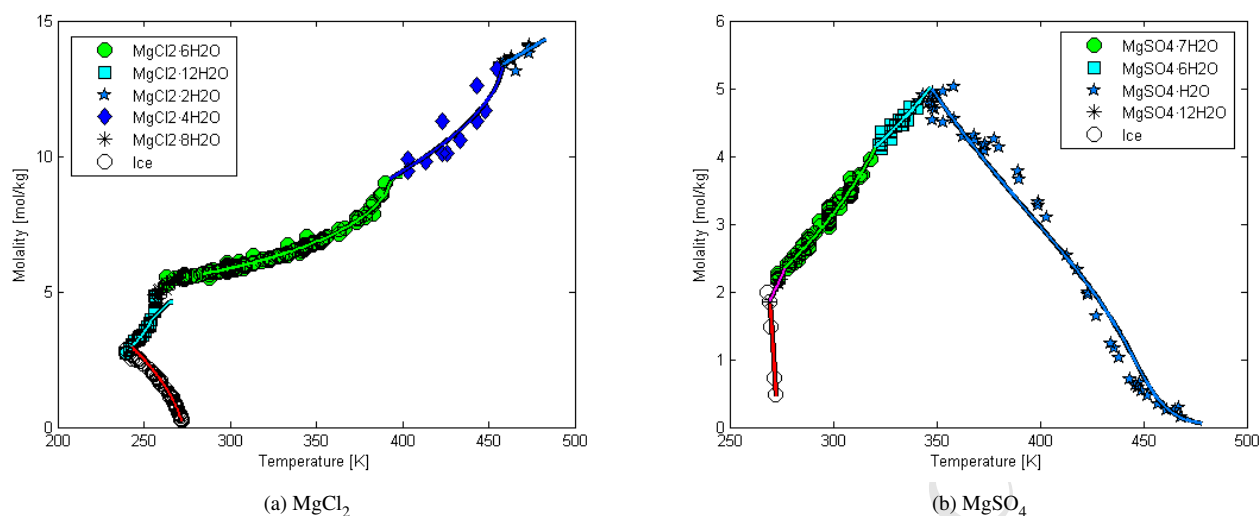 15
10
5
0
Molality [mol/kg]
MgCl2·6H2O
MgCl2·12H2O
MgCl2·2H2O
MgCl2·4H2O
MgCl2·8H2O
Ice
200 250 300 350 400 450 500
Temperature [K]
(a) MgCl₂
6
5
4
3
2
1
0
Molality [mol/kg]
MgSO4·7H2O
MgSO4·6H2O
MgSO4·H2O
MgSO4·12H2O
Ice
250 300 350 400 450 500
Temperature [K]
(b) MgSO₄